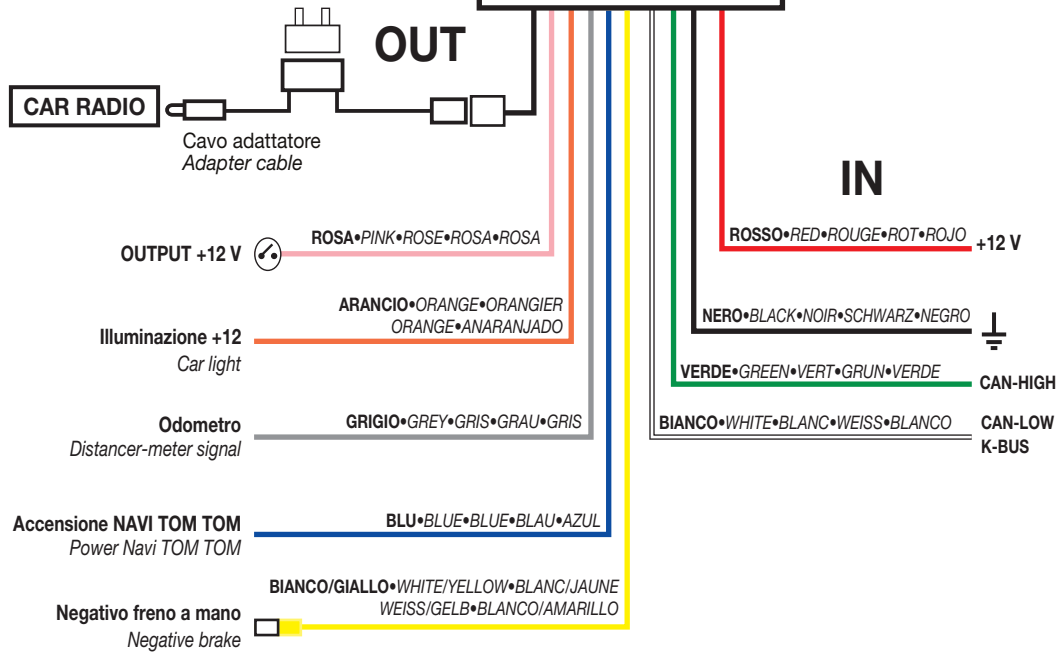 OUT
CAR RADIO
Cavo adattatore
Adapter cable
IN
ROSA•PINK•ROSE•ROSA•ROSA
OUTPUT +12 V
ROSSO•RED•ROUGE•ROT•ROJO
+12 V
ARANCIO•ORANGE•ORANGIER
ORANGE•ANARANJADO
Illuminazione +12
Car light
NERO•BLACK•NOIR•SCHWARZ•NEGRO
VERDE•GREEN•VERT•GRUN•VERDE
CAN-HIGH
Odometro
Distancer-meter signal
GRIGIO•GREY•GRIS•GRAU•GRIS
BIANCO•WHITE•BLANC•WEISS•BLANCO
CAN-LOW
K-BUS
Accensione NAVI TOM TOM
Power Navi TOM TOM
BLU•BLUE•BLUE•BLAU•AZUL
BIANCO/GIALLO•WHITE/YELLOW•BLANC/JAUNE
WEISS/GELB•BLANCO/AMARILLO
Negativo freno a mano
Negative brake